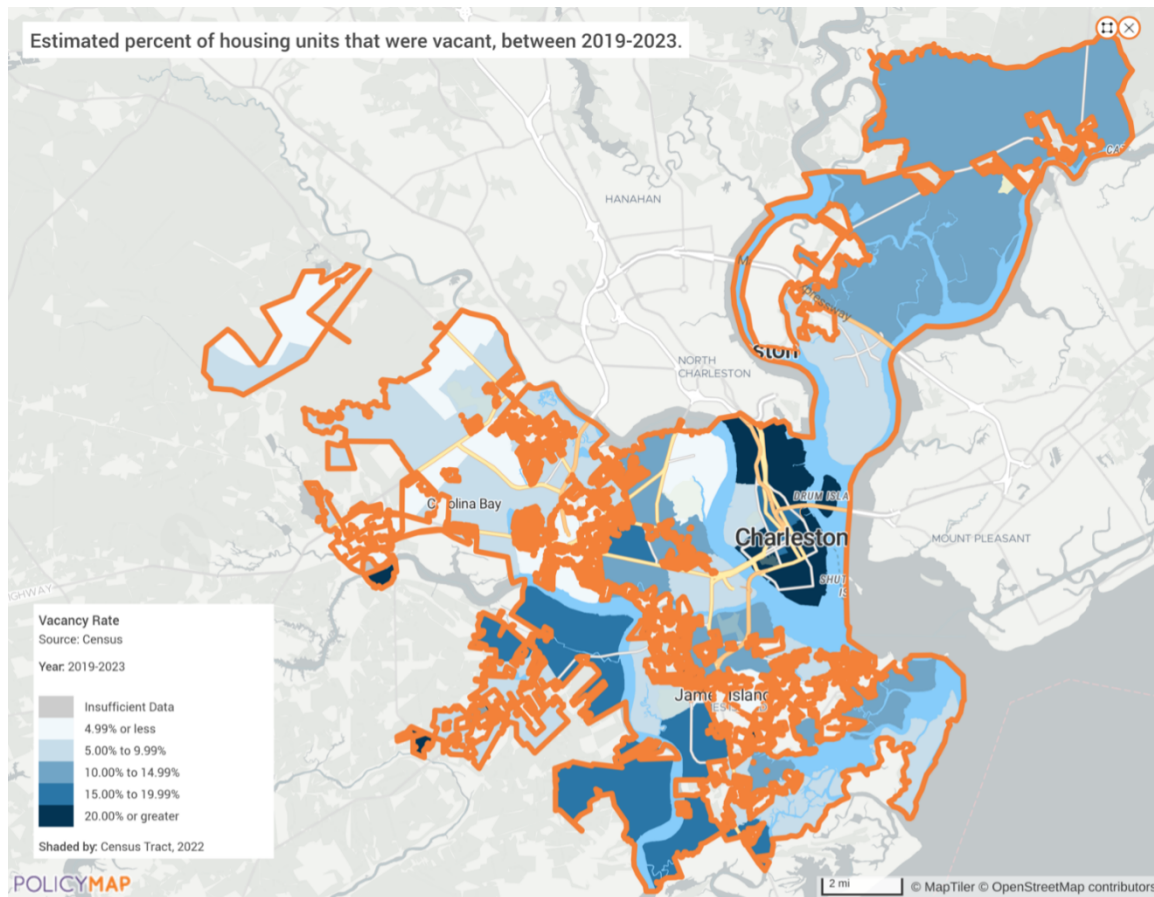 Estimated percent of housing units that were vacant, between 2019-2023.
HANAHAN
NORTH
CHARLESTON
ston
Charleston
MOUNT PLEASANT
Vacancy Rate
Source: Census
Year: 2019-2023
Insufficient Data
4.99% or less
5.00% to 9.99%
10.00% to 14.99%
15.00% to 19.99%
20.00% or greater
Shaded by: Census Tract, 2022
POLICYMAP
2 mi
© MapTiler © OpenStreetMap contributors